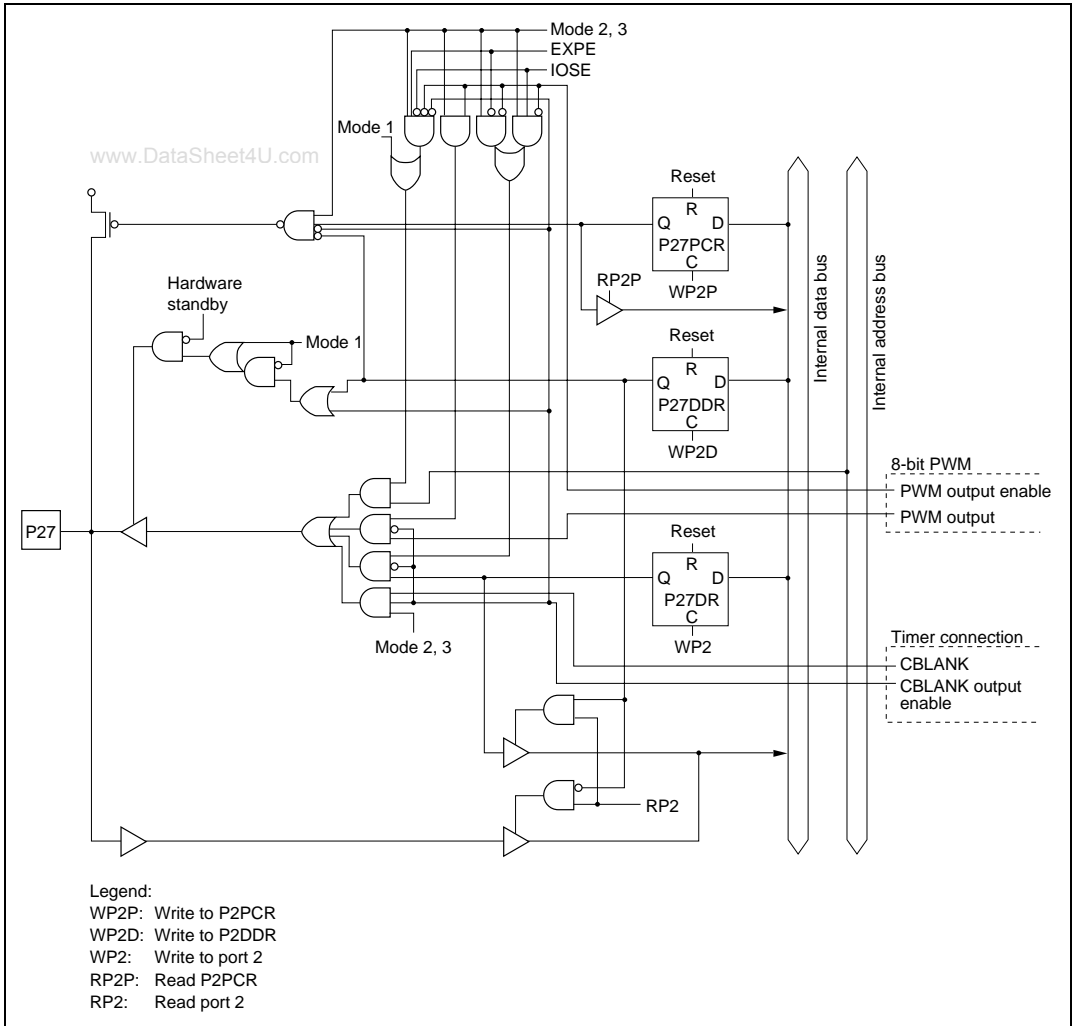 Mode 2, 3
EXPE
IOSE
Mode 1
www.DataSheet4U.com
Reset
R
Q D
P27PCR
C
WP2P
RP2P
Hardware
standby
Mode 1
Reset
R
Q D
P27DDR
C
WP2D
Internal data bus
Internal address bus
8-bit PWM
PWM output enable
PWM output
P27
Reset
R
Q D
P27DR
C
WP2
Mode 2, 3
Timer connection
CBLANK
CBLANK output
enable
RP2
Legend:
WP2P: Write to P2PCR
WP2D: Write to P2DDR
WP2: Write to port 2
RP2P: Read P2PCR
RP2: Read port 2